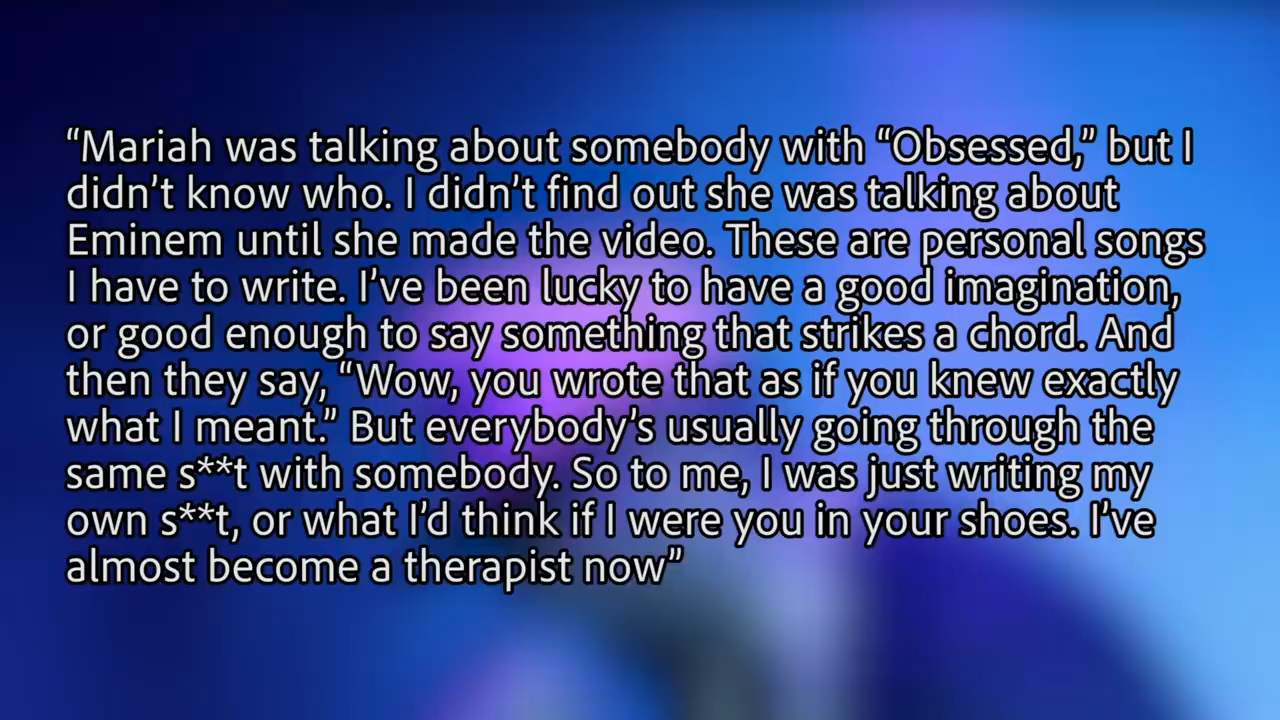 “Mariah was talking about somebody with “Obsessed,” but I
didn’t know who. I didn’t find out she was talking about
Eminem until she made the video. These are personal songs
I have to write. I’ve been lucky to have a good imagination,
or good enough to say something that strikes a chord. And
then they say, “Wow, you wrote that as if you knew exactly
what I meant.” But everybody’s usually going through the
same s**t with somebody. So to me, I was just writing my
own s**t, or what I’d think if I were you in your shoes. I’ve
almost become a therapist now”